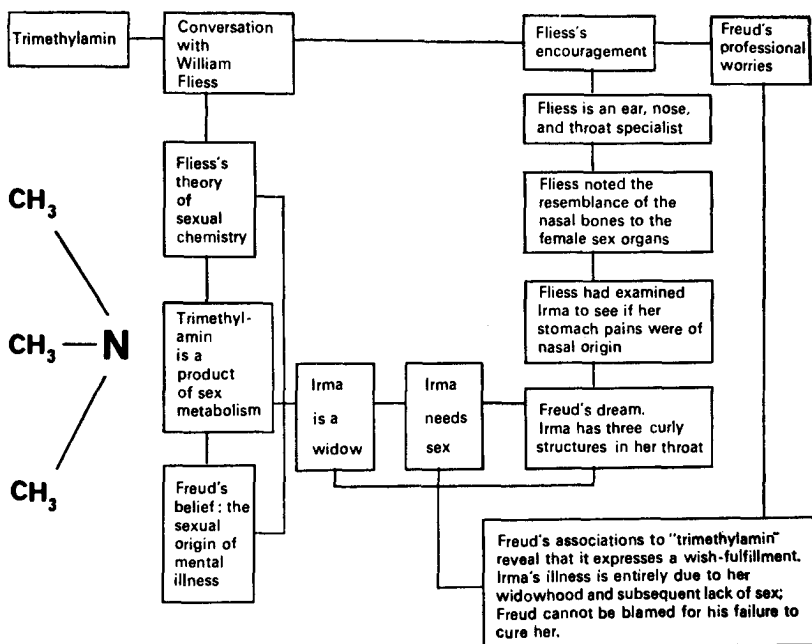 Trimethylamin
Conversation
with
William
Fliess
Fliess's
encouragement
Freud's
professional
worries
Fliess is an ear, nose,
and throat specialist
Fliess's
theory
of
sexual
chemistry
Fliess noted the
resemblance of the
nasal bones to the
female sex organs
CH3
CH3—N
CH3
Fliess had examined
Irma to see if her
stomach pains were of
nasal origin
Trimethyl-
amin
is a
product
of sex
metabolism
Irma
is a
widow
Irma
needs
sex
Freud's dream.
Irma has three curly
structures in her throat
Freud's
belief: the
sexual
origin of
mental
illness
Freud's associations to "trimethylamin"
reveal that it expresses a wish-fulfillment.
Irma's illness is entirely due to her
widowhood and subsequent lack of sex;
Freud cannot be blamed for his failure to
cure her.